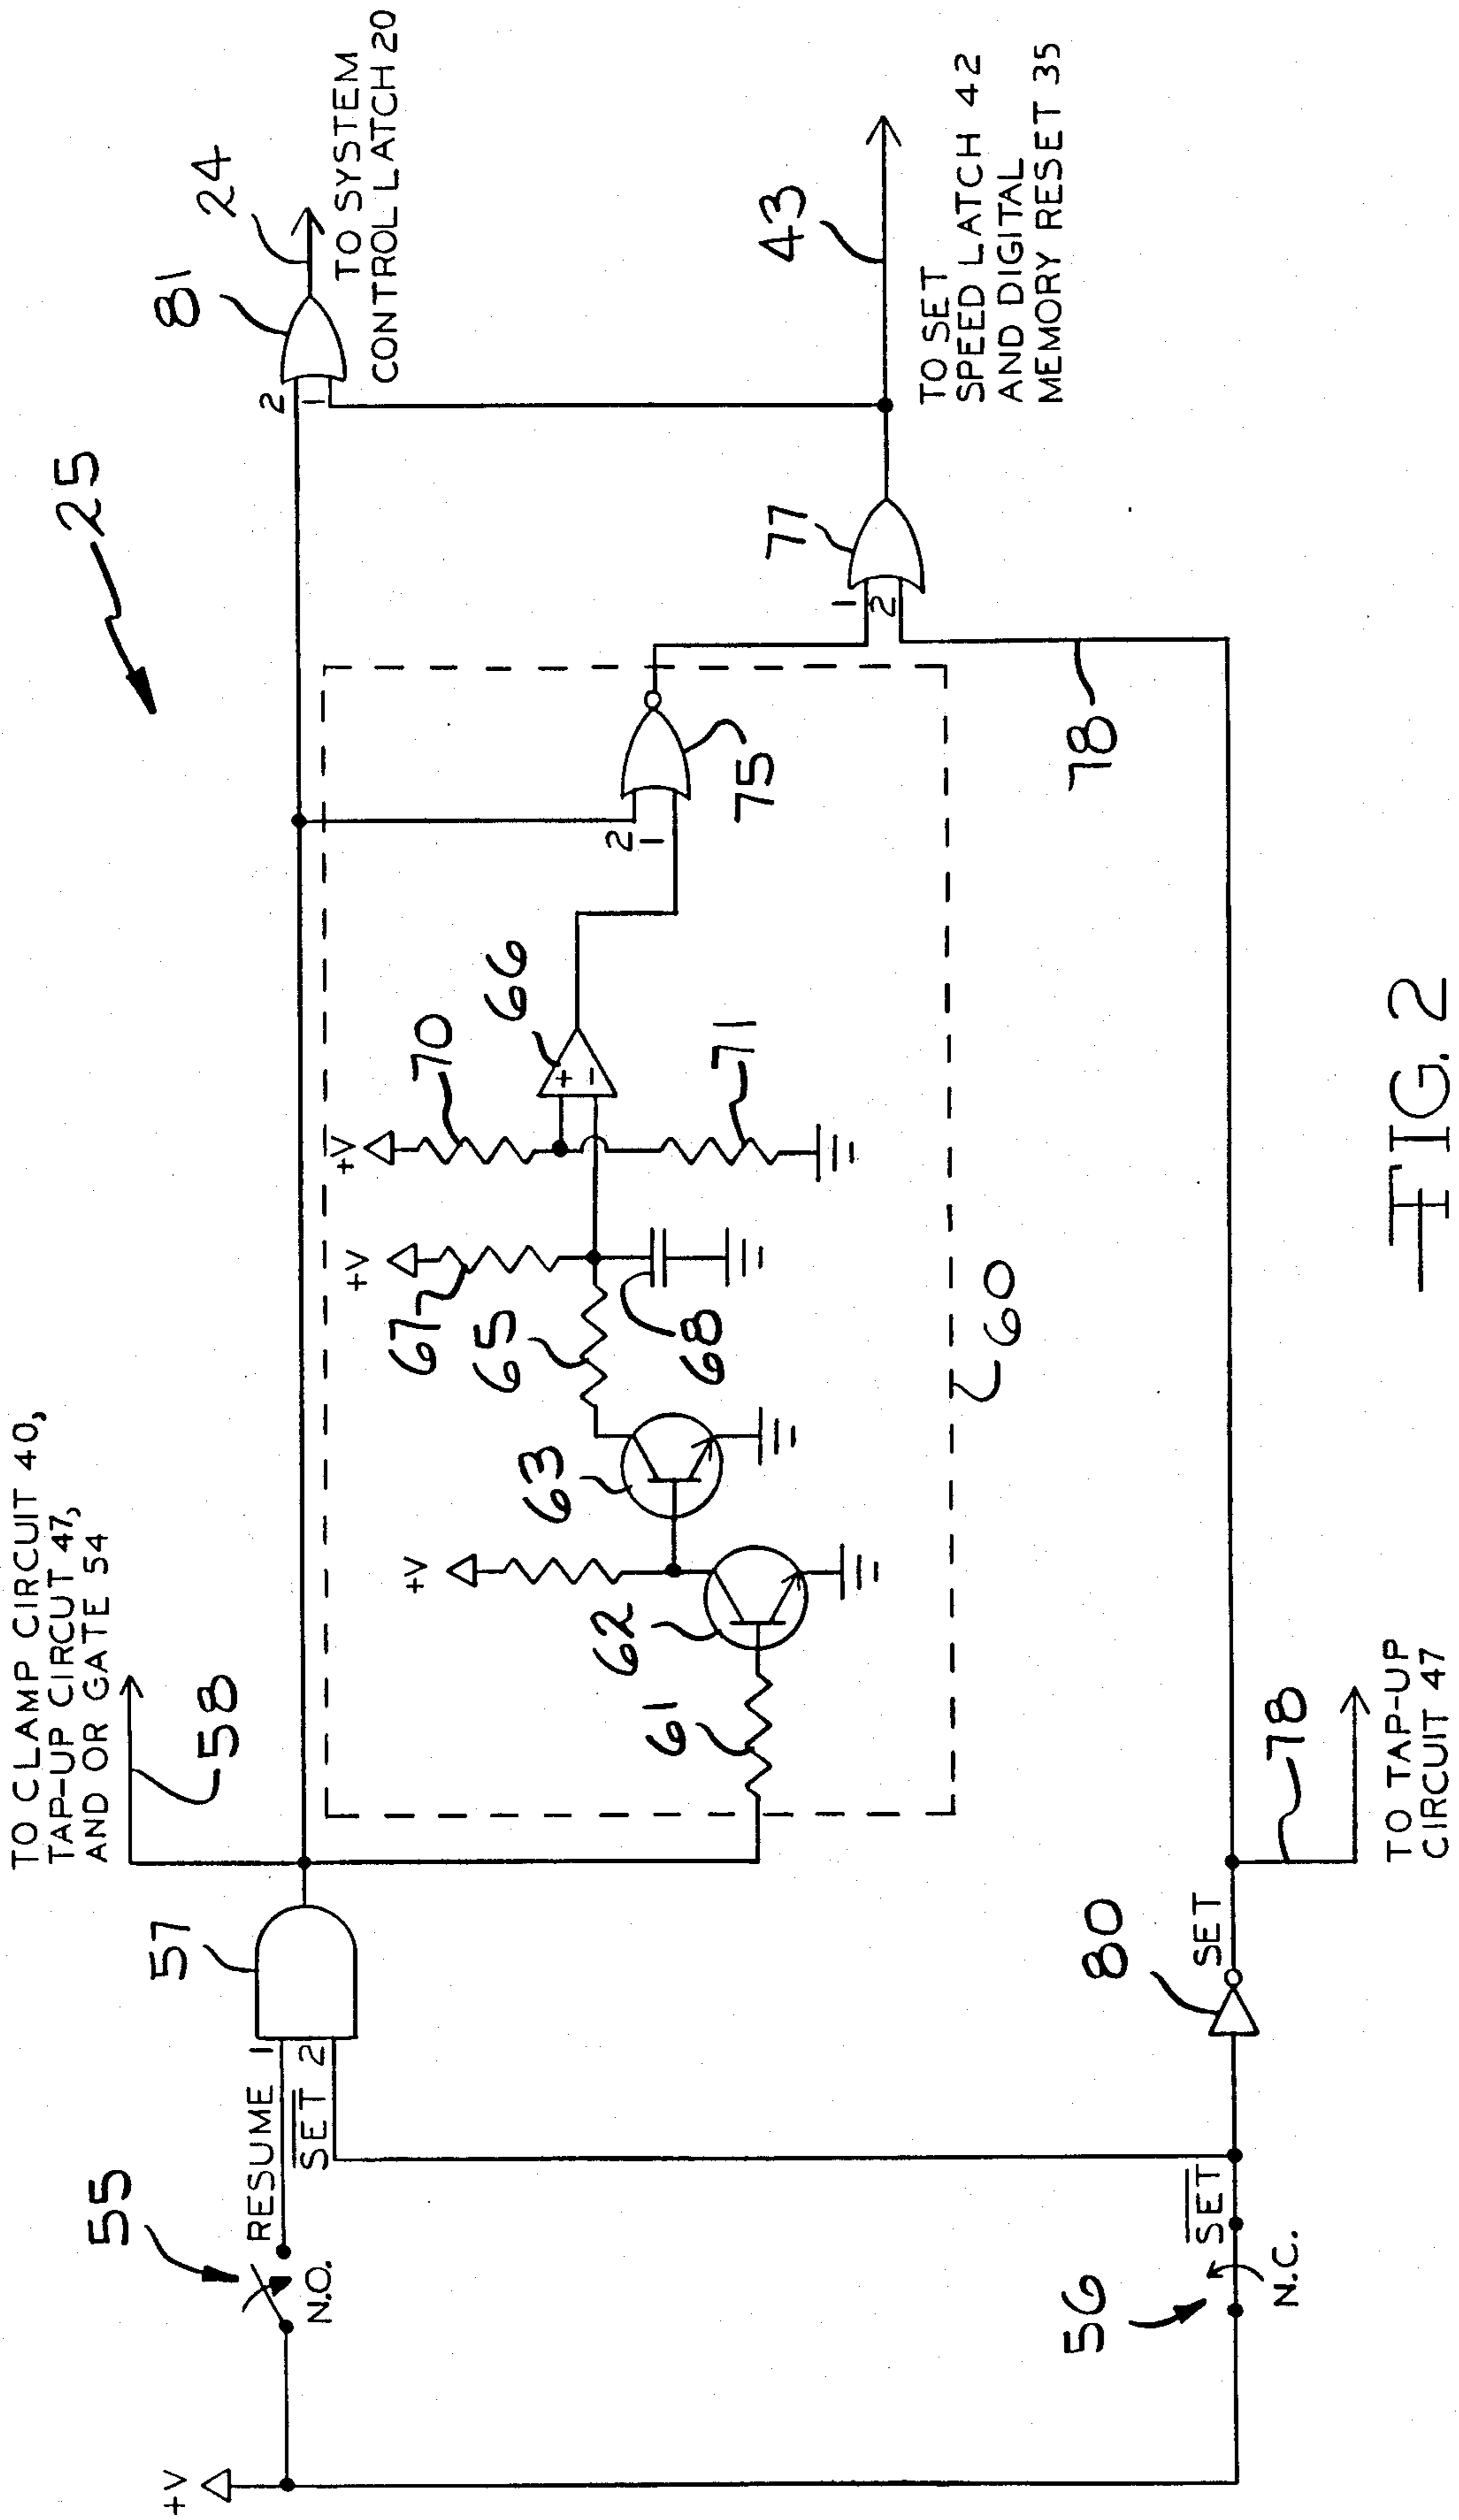 25
TO CLAMP CIRCUIT 40,
TAP-UP CIRCUT 47,
AND OR GATE 54
58
81
24
TO SYSTEM
CONTROL LATCH 20
2
1
+V
55
RESUME
N.O.
1
SET 2
57
+V
62
61
63
+V
67
65
68
+V
70
66
+
-
71
2
1
75
60
77
1
2
43
TO SET
SPEED LATCH 42
AND DIGITAL
MEMORY RESET 35
78
56
SET
N.C.
80
SET
78
TO TAP-UP
CIRCUIT 47
FIG. 2